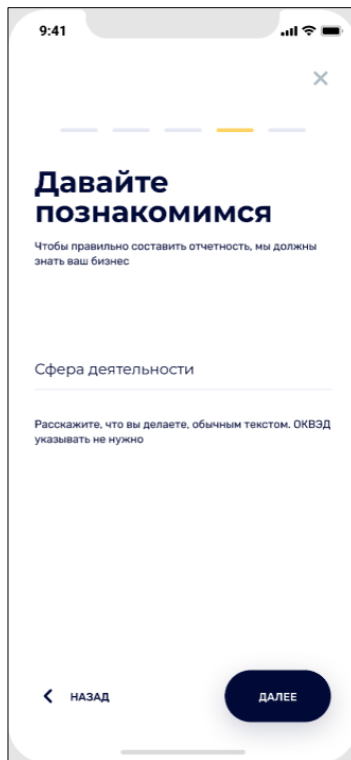 9:41
Давайте
познакомимся
Чтобы правильно составить отчетность, мы должны
знать ваш бизнес
Сфера деятельности
Расскажите, что вы делаете, обычным текстом. ОКВЭД
указывать не нужно
НАЗАД
ДАЛЕЕ